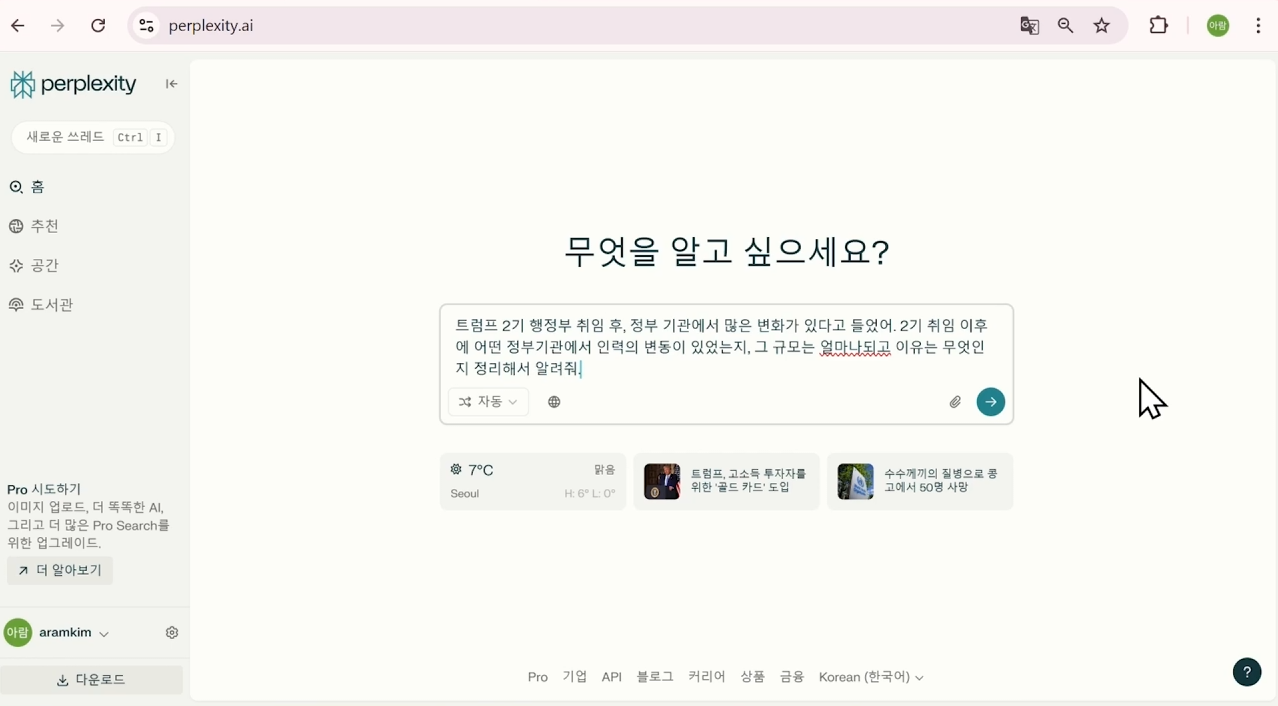 perplexity.ai
아람
perplexity
새로운 쓰레드 Ctrl I
홈
추천
공간
도서관
무엇을 알고 싶으세요?
트럼프 2기 행정부 취임 후, 정부 기관에서 많은 변화가 있다고 들었어. 2기 취임 이후
에 어떤 정부기관에서 인력의 변동이 있었는지, 그 규모는 얼마나되고 이유는 무엇인
지 정리해서 알려줘.
자동
7°C 맑음
Seoul H: 6° L: 0°
트럼프, 고소득 투자자를
위한 '골드 카드' 도입
수수께끼의 질병으로 콩
고에서 50명 사망
Pro 시도하기
이미지 업로드, 더 똑똑한 AI,
그리고 더 많은 Pro Search를
위한 업그레이드.
더 알아보기
아람 aramkim
다운로드
Pro 기업 API 블로그 커리어 상품 금융 Korean (한국어)
?